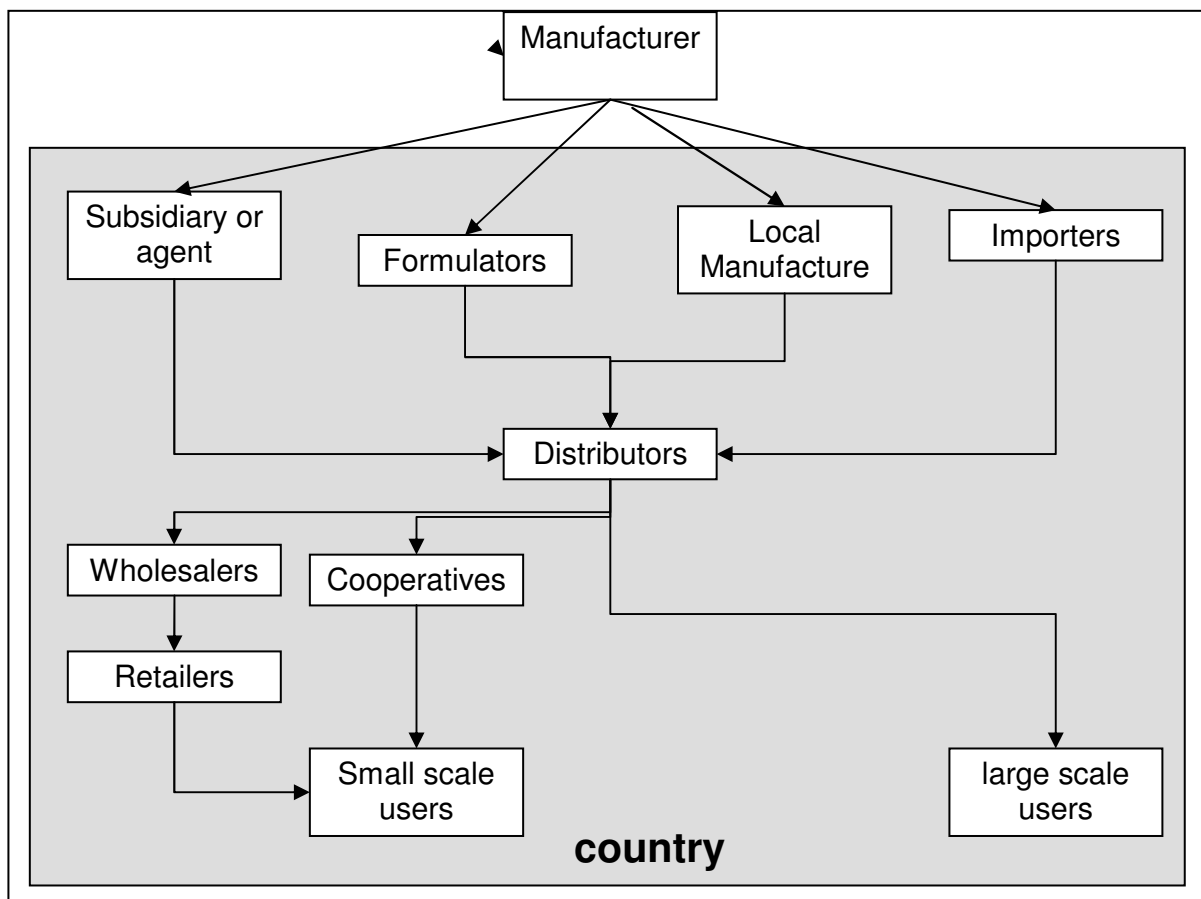 Manufacturer
Subsidiary or
agent
Formulators
Local
Manufacture
Importers
Distributors
Wholesalers
Cooperatives
Retailers
Small scale
users
large scale
users
country